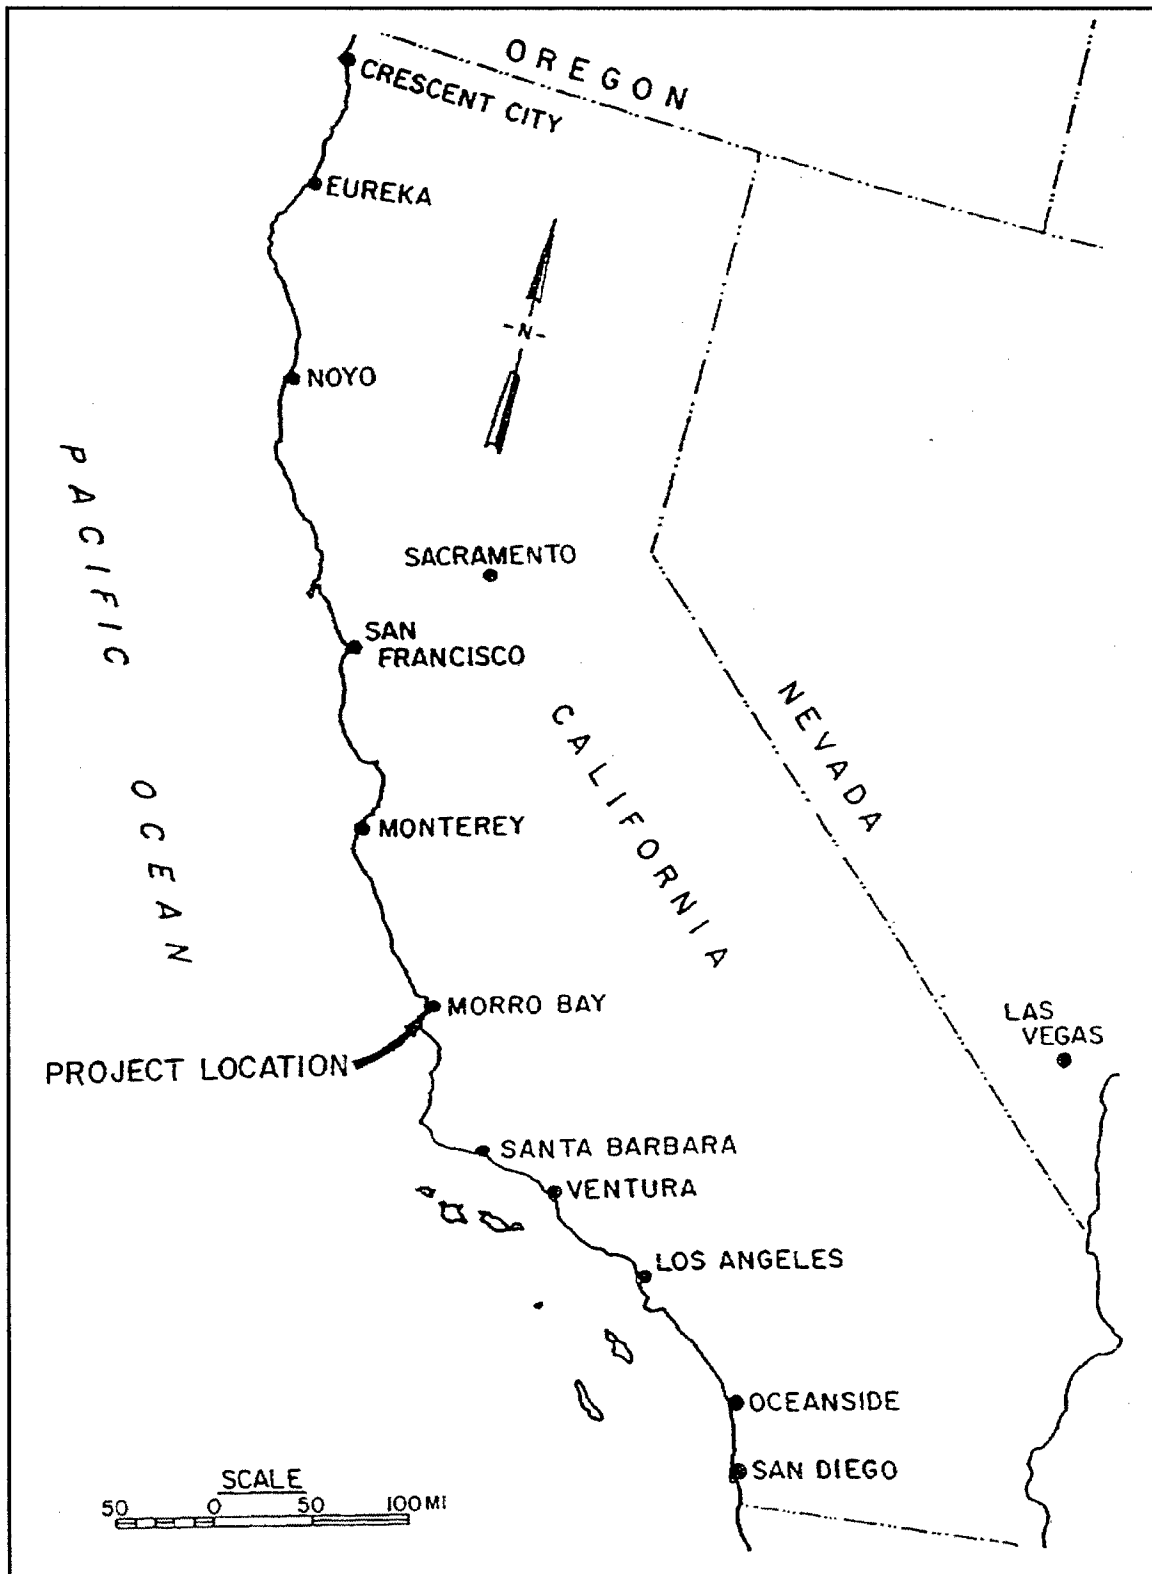 OREGON
CRESCENT CITY
EUREKA
-N-
NOYO
PACIFIC
OCEAN
SACRAMENTO
SAN
FRANCISCO
NEVADA
CALIFORNIA
MONTEREY
MORRO BAY
LAS
VEGAS
PROJECT LOCATION
SANTA BARBARA
VENTURA
LOS ANGELES
OCEANSIDE
SAN DIEGO
SCALE
50 0 50 100 MI